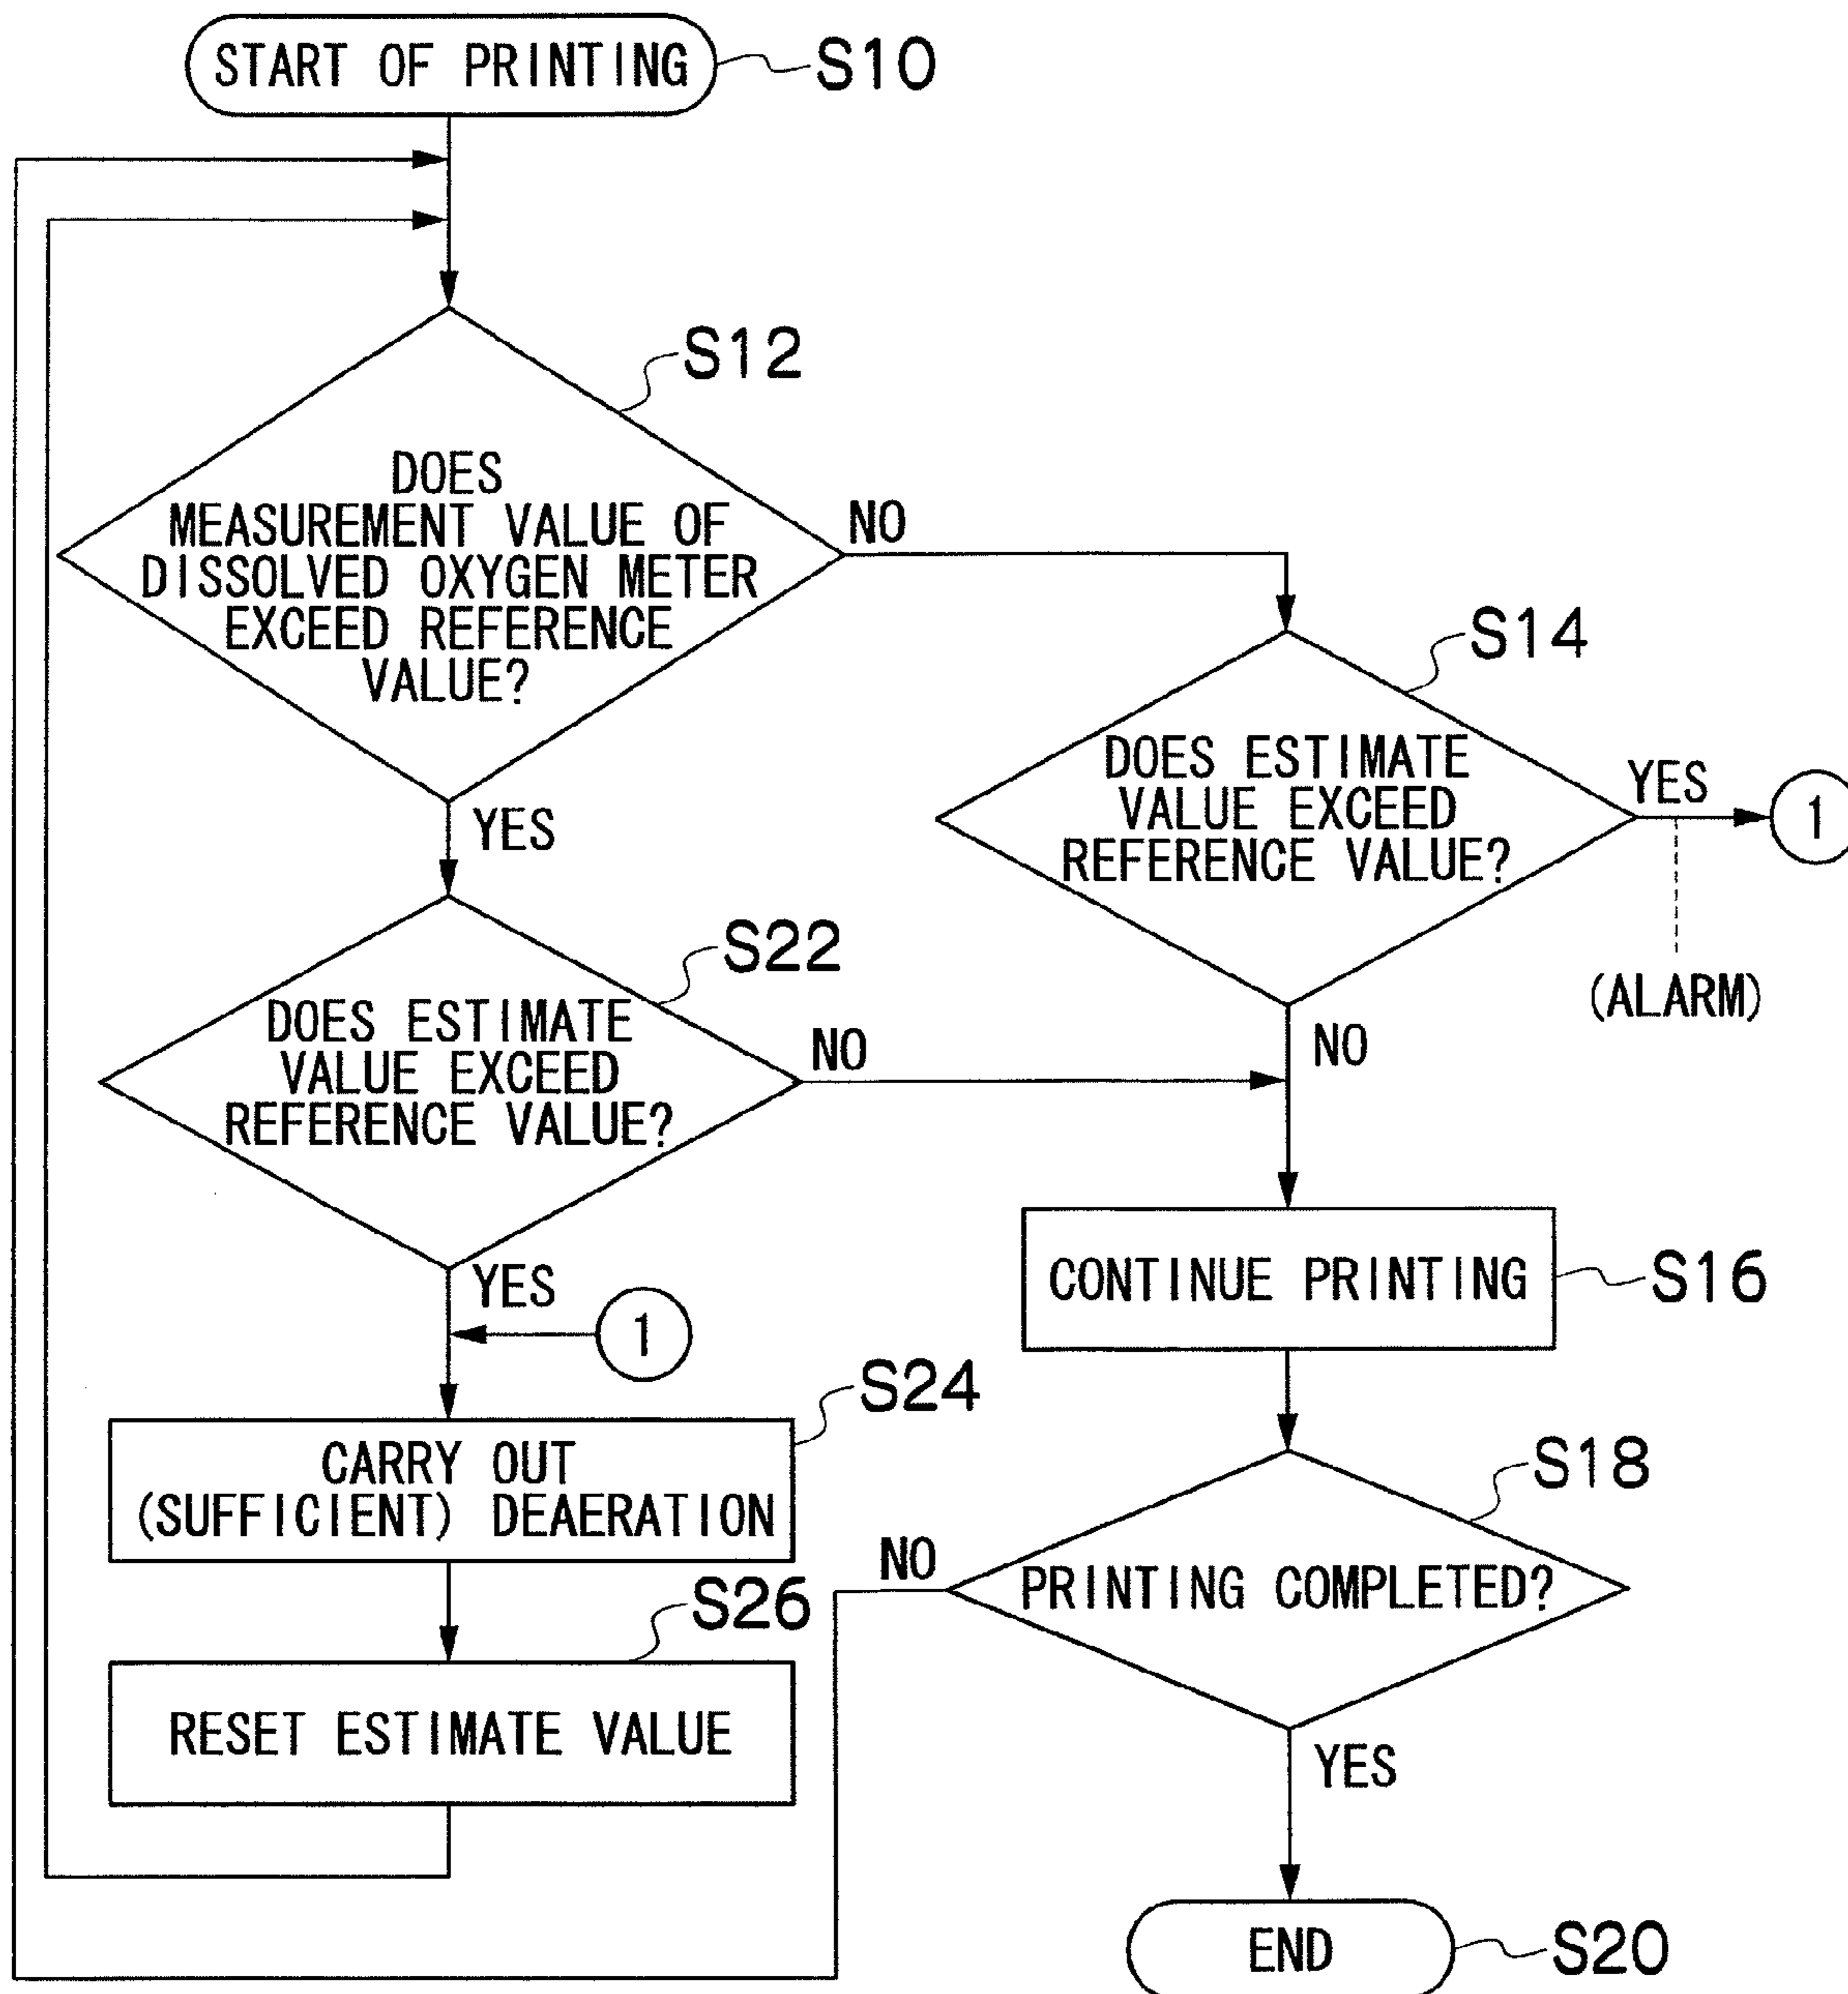 START OF PRINTING
S10
S12
DOES
MEASUREMENT VALUE OF
DISSOLVED OXYGEN METER
EXCEED REFERENCE
VALUE?
NO
YES
S14
DOES ESTIMATE
VALUE EXCEED
REFERENCE VALUE?
YES
1
(ALARM)
NO
S22
DOES ESTIMATE
VALUE EXCEED
REFERENCE VALUE?
NO
YES
1
CONTINUE PRINTING
S16
S24
CARRY OUT
(SUFFICIENT) DEAERATION
S18
PRINTING COMPLETED?
NO
YES
S26
RESET ESTIMATE VALUE
END
S20